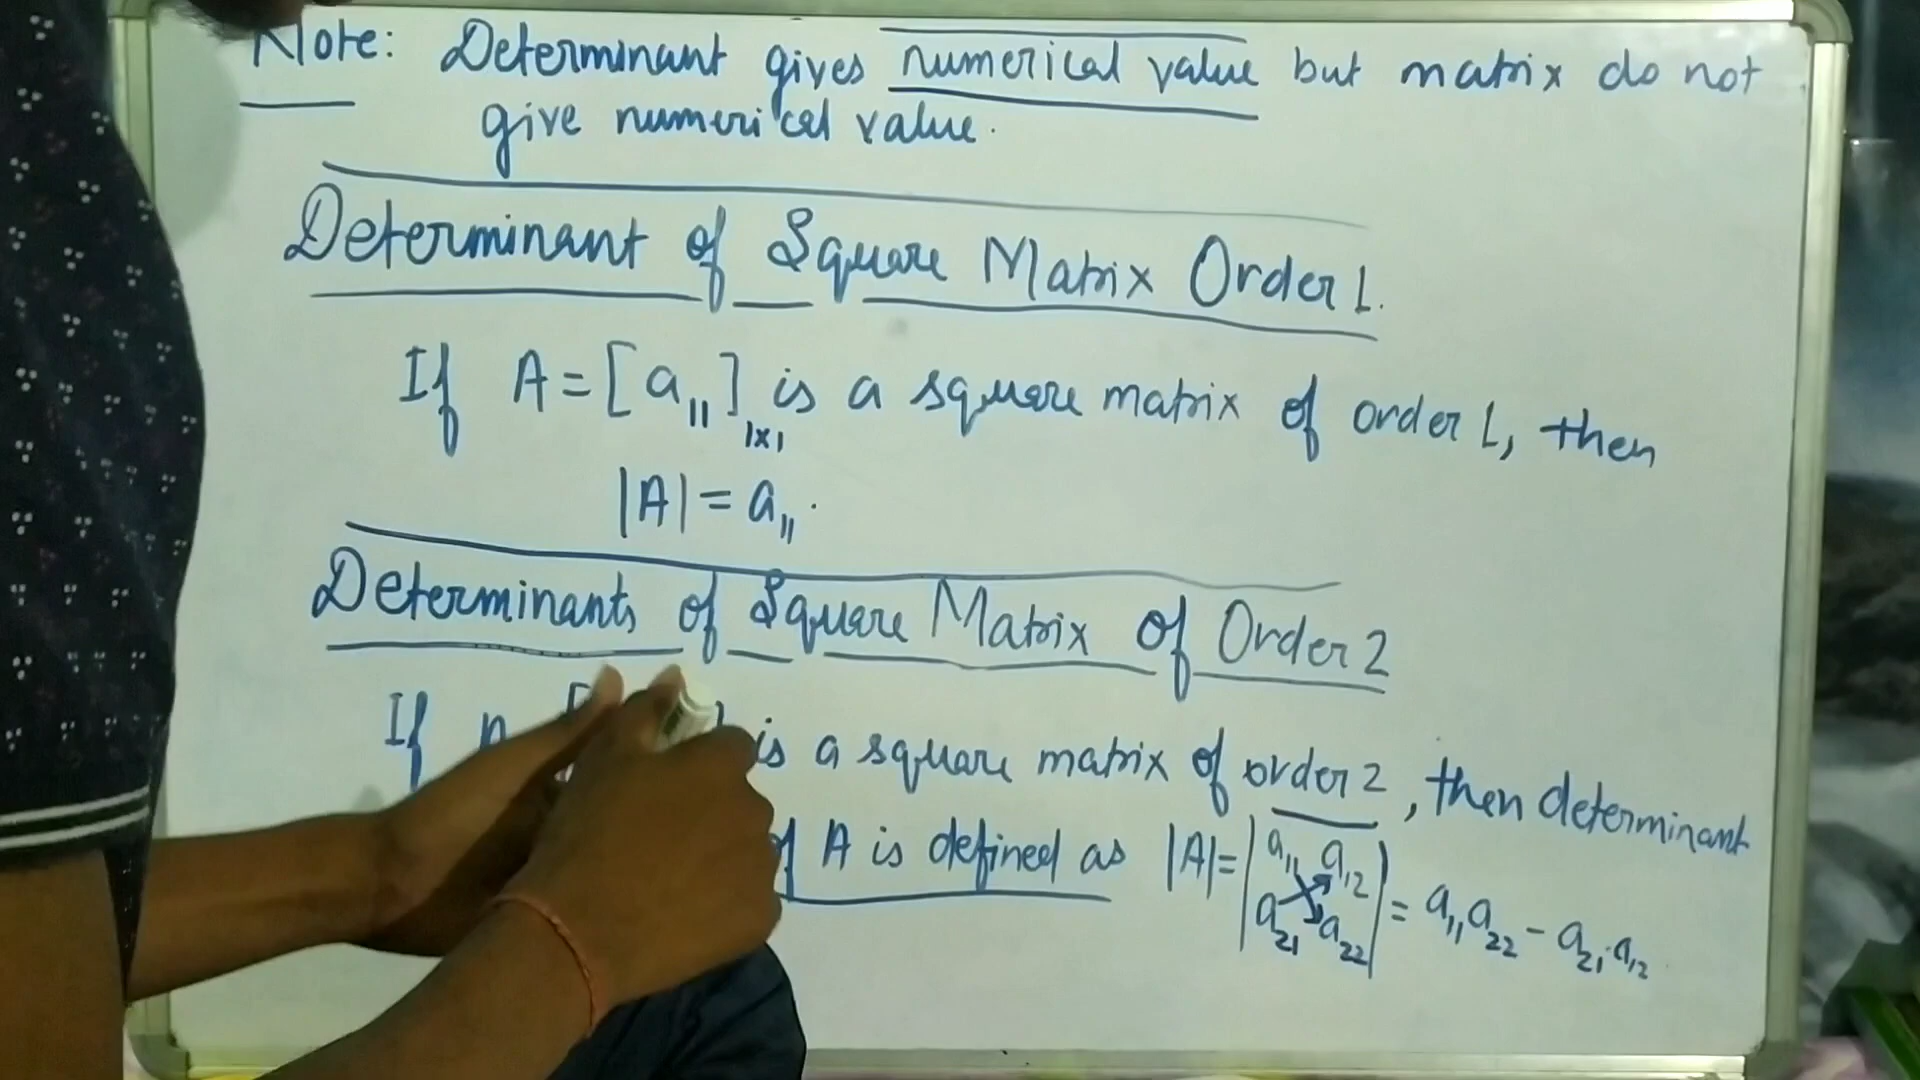 Note: Determinant gives numerical value but matrix do not
give numerical value.
Determinant of Square Matrix Order 1.
If A = [a₁₁]₁ₓ₁ is a square matrix of order 1, then
|A| = a₁₁.
Determinants of Square Matrix of Order 2
If is a square matrix of order 2, then determinant
of A is defined as |A| = |a₁₁ a₁₂
a₂₁ a₂₂| = a₁₁a₂₂ - a₂₁.a₁₂